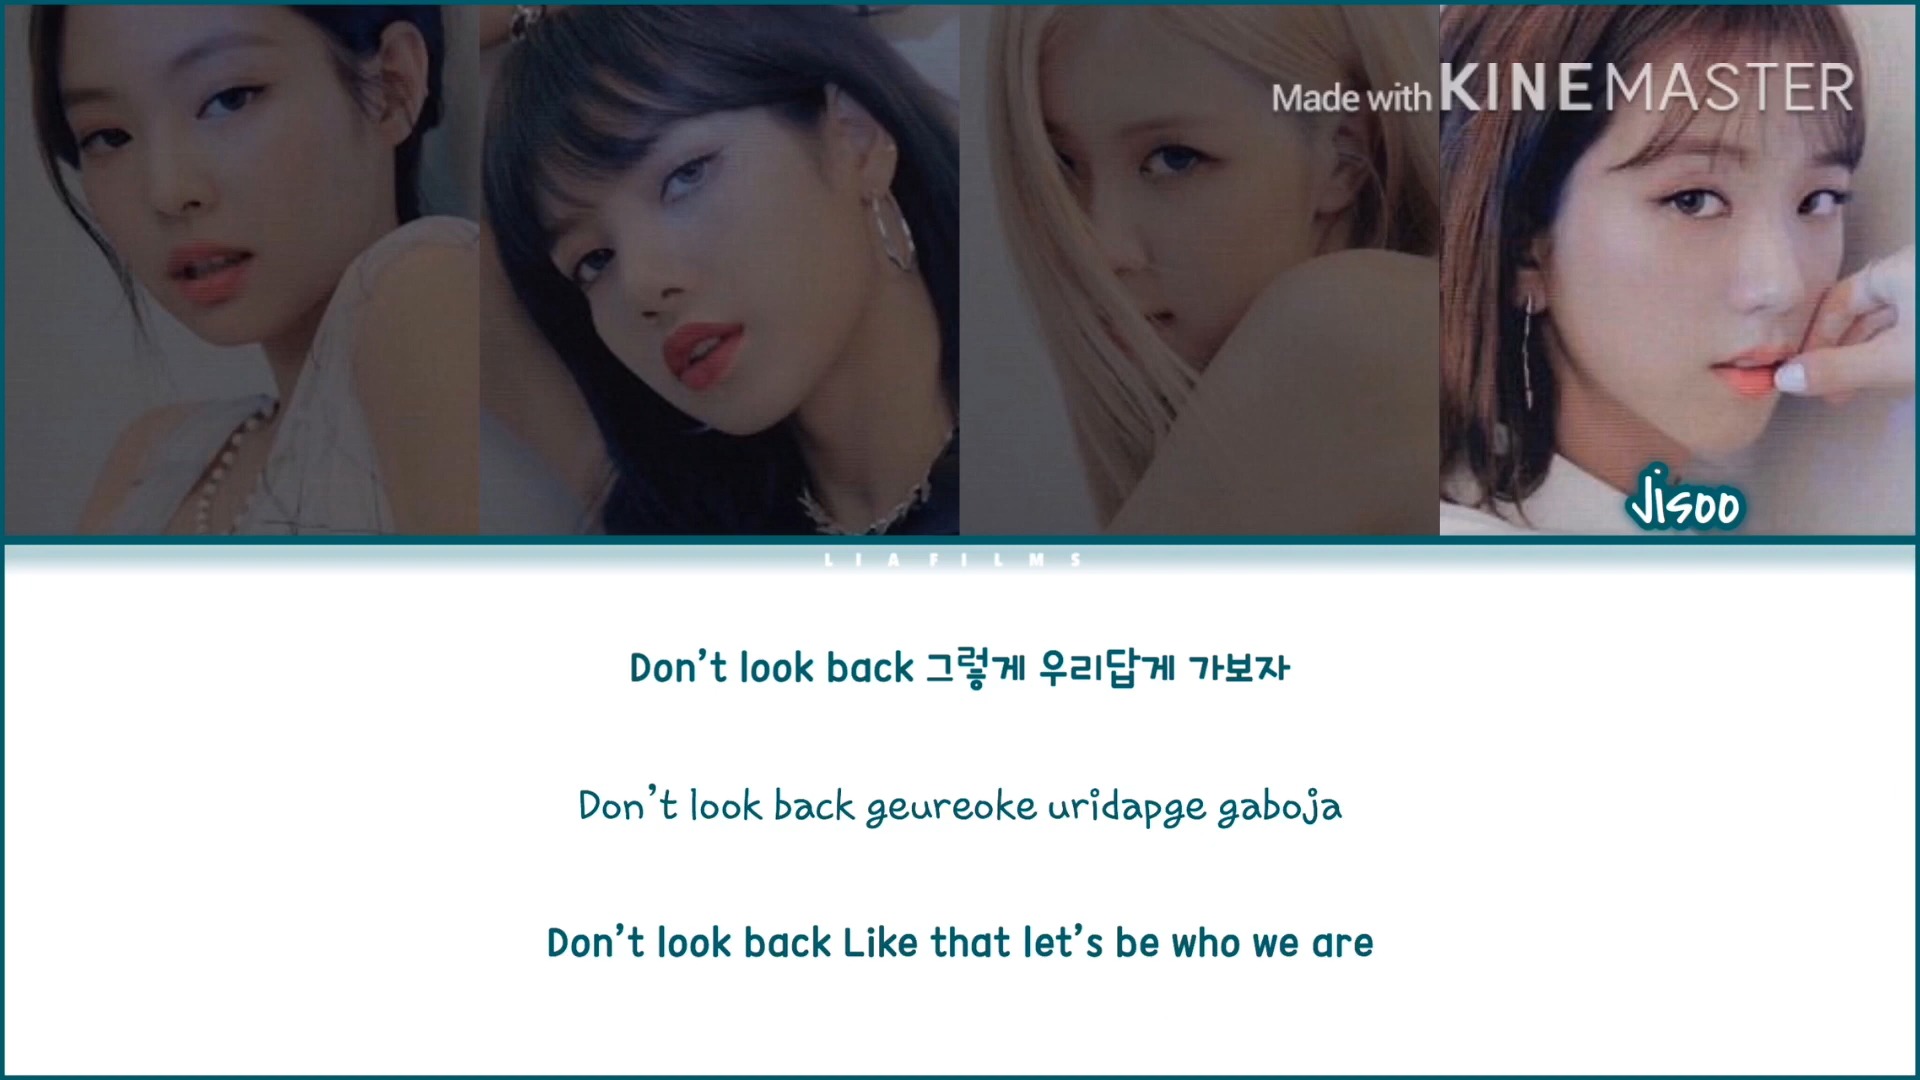 Made with KINEMASTER
Jisoo
LIAFILMS
Don't look back 그렇게 우리답게 가보자
Don't look back geureoke uridapge gaboja
Don't look back Like that let's be who we are